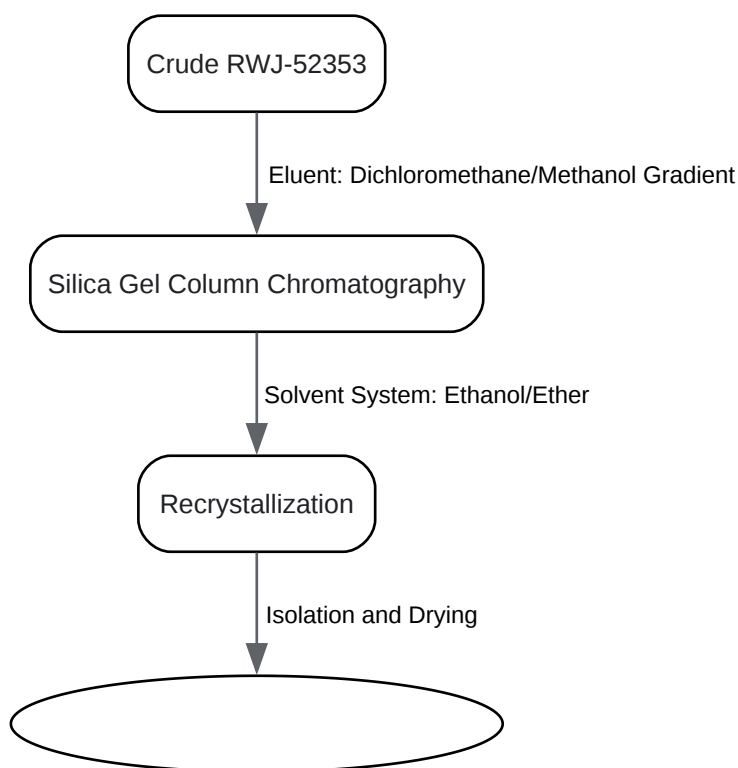 Crude RWJ-52353
Eluent: Dichloromethane/Methanol Gradient
Silica Gel Column Chromatography
Solvent System: Ethanol/Ether
Recrystallization
Isolation and Drying